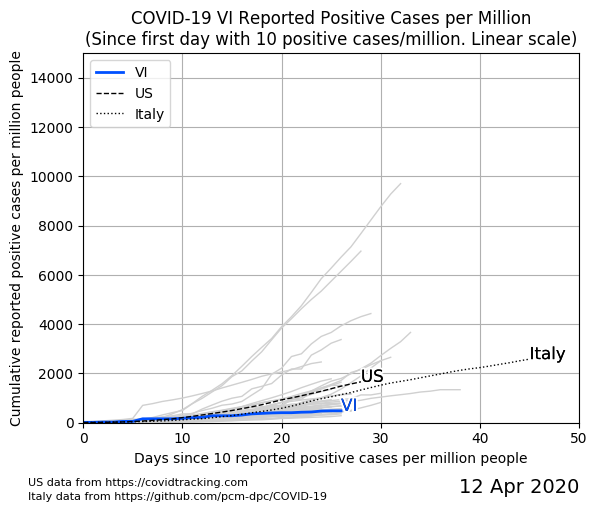 COVID-19 VI Reported Positive Cases per Million
(Since first day with 10 positive cases/million. Linear scale)
Cumulative reported positive cases per million people
14000
12000
10000
8000
6000
4000
2000
0
VI
US
Italy
Italy
US
VI
0 10 20 30 40 50
Days since 10 reported positive cases per million people
US data from https://covidtracking.com
Italy data from https://github.com/pcm-dpc/COVID-19
12 Apr 2020